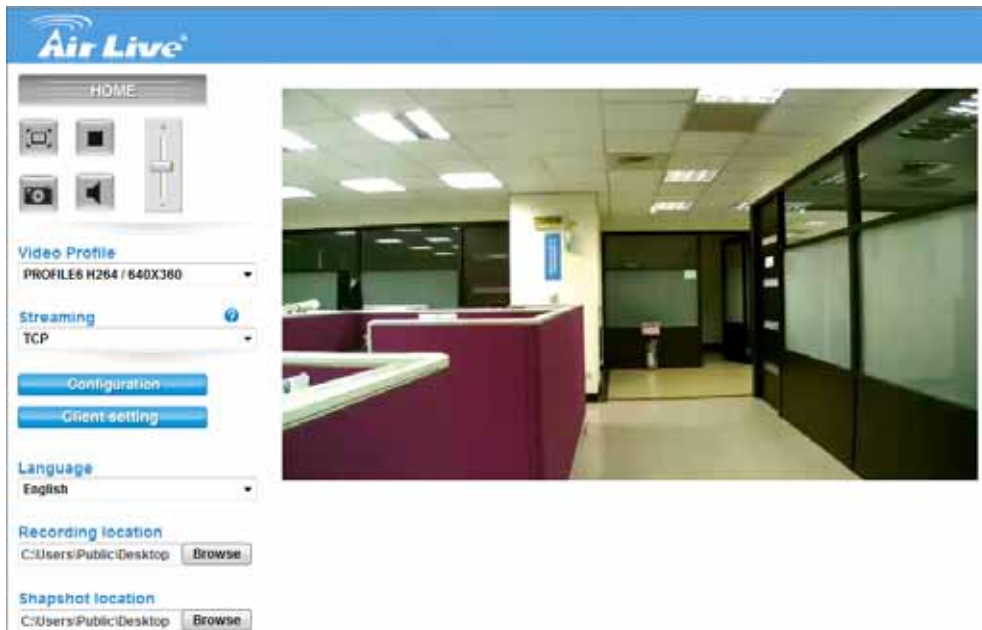 Air Live
HOME
Video Profile
PROFILE6 H264 / 640X360
Streaming
TCP
Configuration
Client setting
Language
English
Recording location
C:\Users\Public\Desktop Browse
Shapshot location
C:\Users\Public\Desktop Browse